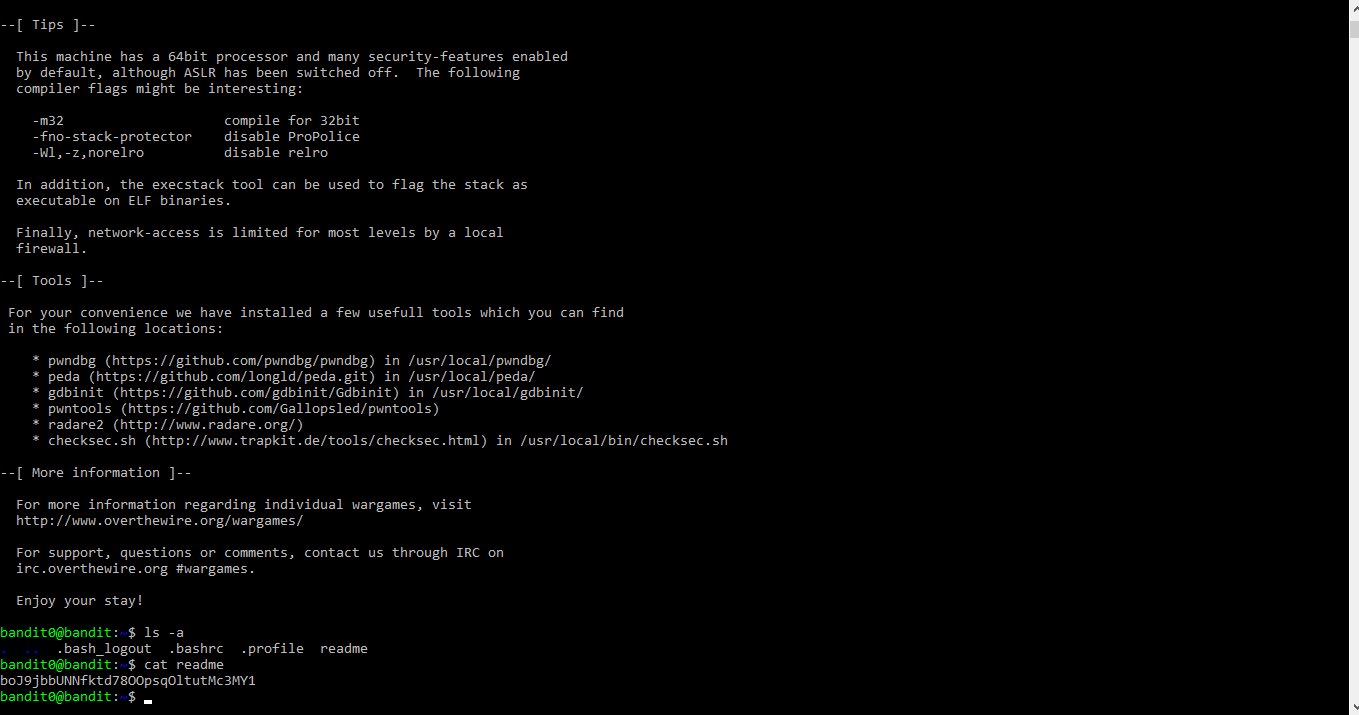 --[ Tips ]--
This machine has a 64bit processor and many security-features enabled
by default, although ASLR has been switched off.  The following
compiler flags might be interesting:
-m32                    compile for 32bit
-fno-stack-protector    disable ProPolice
-Wl,-z,norelro          disable relro
In addition, the execstack tool can be used to flag the stack as
executable on ELF binaries.
Finally, network-access is limited for most levels by a local
firewall.
--[ Tools ]--
For your convenience we have installed a few usefull tools which you can find
in the following locations:
* pwndbg (https://github.com/pwndbg/pwndbg) in /usr/local/pwndbg/
* peda (https://github.com/longld/peda.git) in /usr/local/peda/
* gdbinit (https://github.com/gdbinit/Gdbinit) in /usr/local/gdbinit/
* pwntools (https://github.com/Gallopsled/pwntools)
* radare2 (http://www.radare.org/)
* checksec.sh (http://www.trapkit.de/tools/checksec.html) in /usr/local/bin/checksec.sh
--[ More information ]--
For more information regarding individual wargames, visit
http://www.overthewire.org/wargames/
For support, questions or comments, contact us through IRC on
irc.overthewire.org #wargames.
Enjoy your stay!
bandit0@bandit:~$ ls -a
.  ..  .bash_logout  .bashrc  .profile  readme
bandit0@bandit:~$ cat readme
boJ9jbbUNNfktd78OOpsqOltutMc3MY1
bandit0@bandit:~$